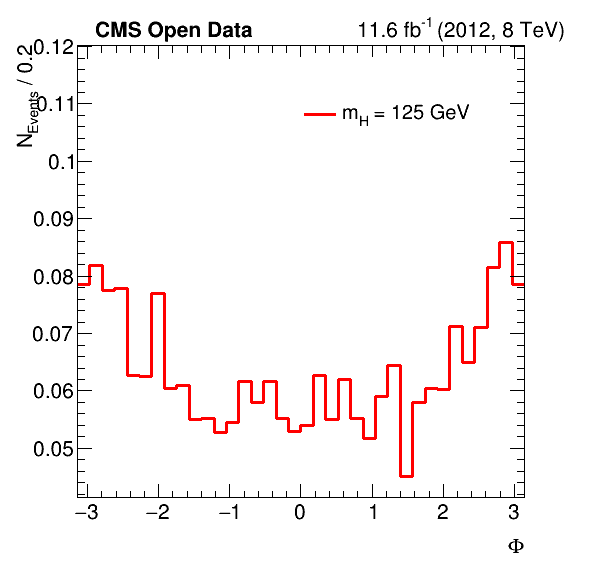 CMS Open Data 11.6 fb-1 (2012, 8 TeV)
NEvents / 0.2
0.12
0.11
mH = 125 GeV
0.1
0.09
0.08
0.07
0.06
0.05
−3 −2 −1 0 1 2 3
Φ